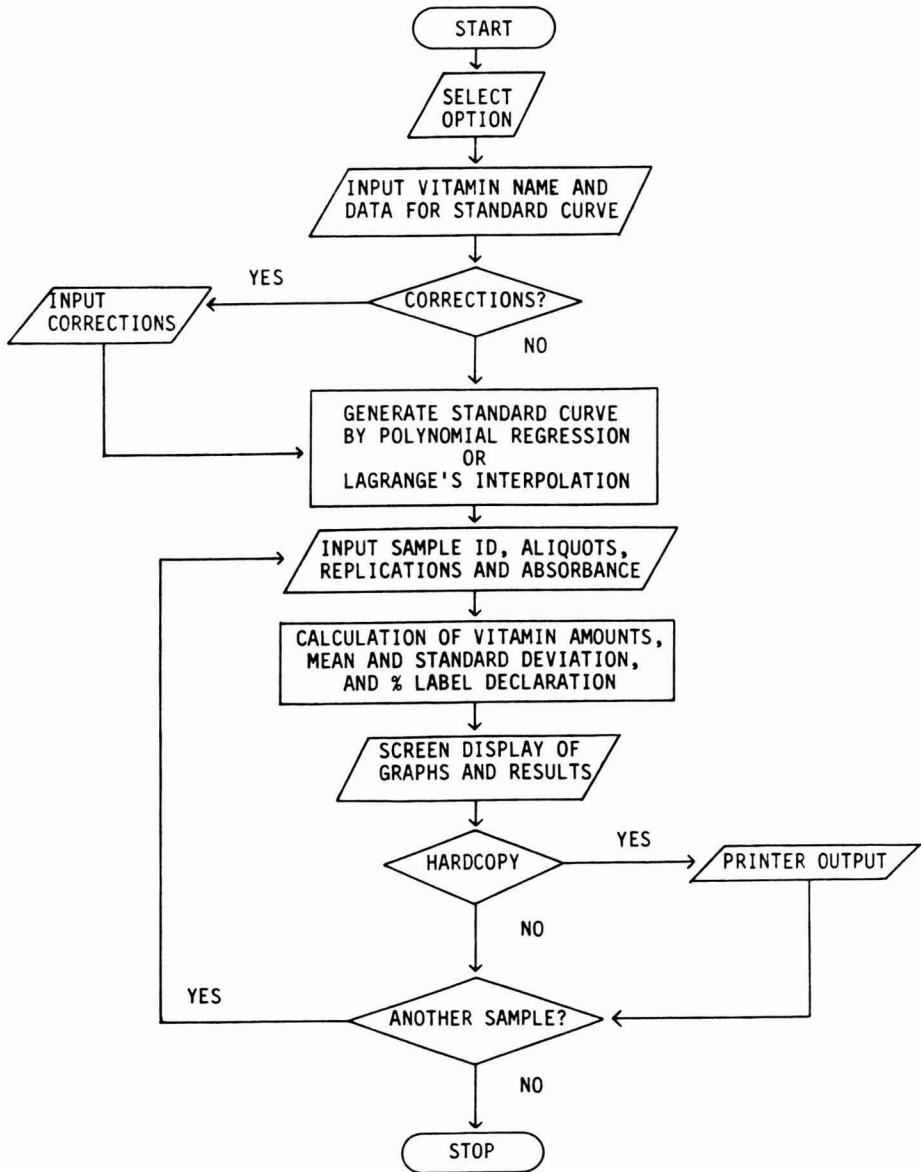 START
SELECT
OPTION
INPUT VITAMIN NAME AND
DATA FOR STANDARD CURVE
YES
CORRECTIONS?
INPUT
CORRECTIONS
NO
GENERATE STANDARD CURVE
BY POLYNOMIAL REGRESSION
OR
LAGRANGE'S INTERPOLATION
INPUT SAMPLE ID, ALIQUOTS,
REPLICATIONS AND ABSORBANCE
CALCULATION OF VITAMIN AMOUNTS,
MEAN AND STANDARD DEVIATION,
AND % LABEL DECLARATION
SCREEN DISPLAY OF
GRAPHS AND RESULTS
HARDCOPY
YES
PRINTER OUTPUT
NO
YES
ANOTHER SAMPLE?
NO
STOP